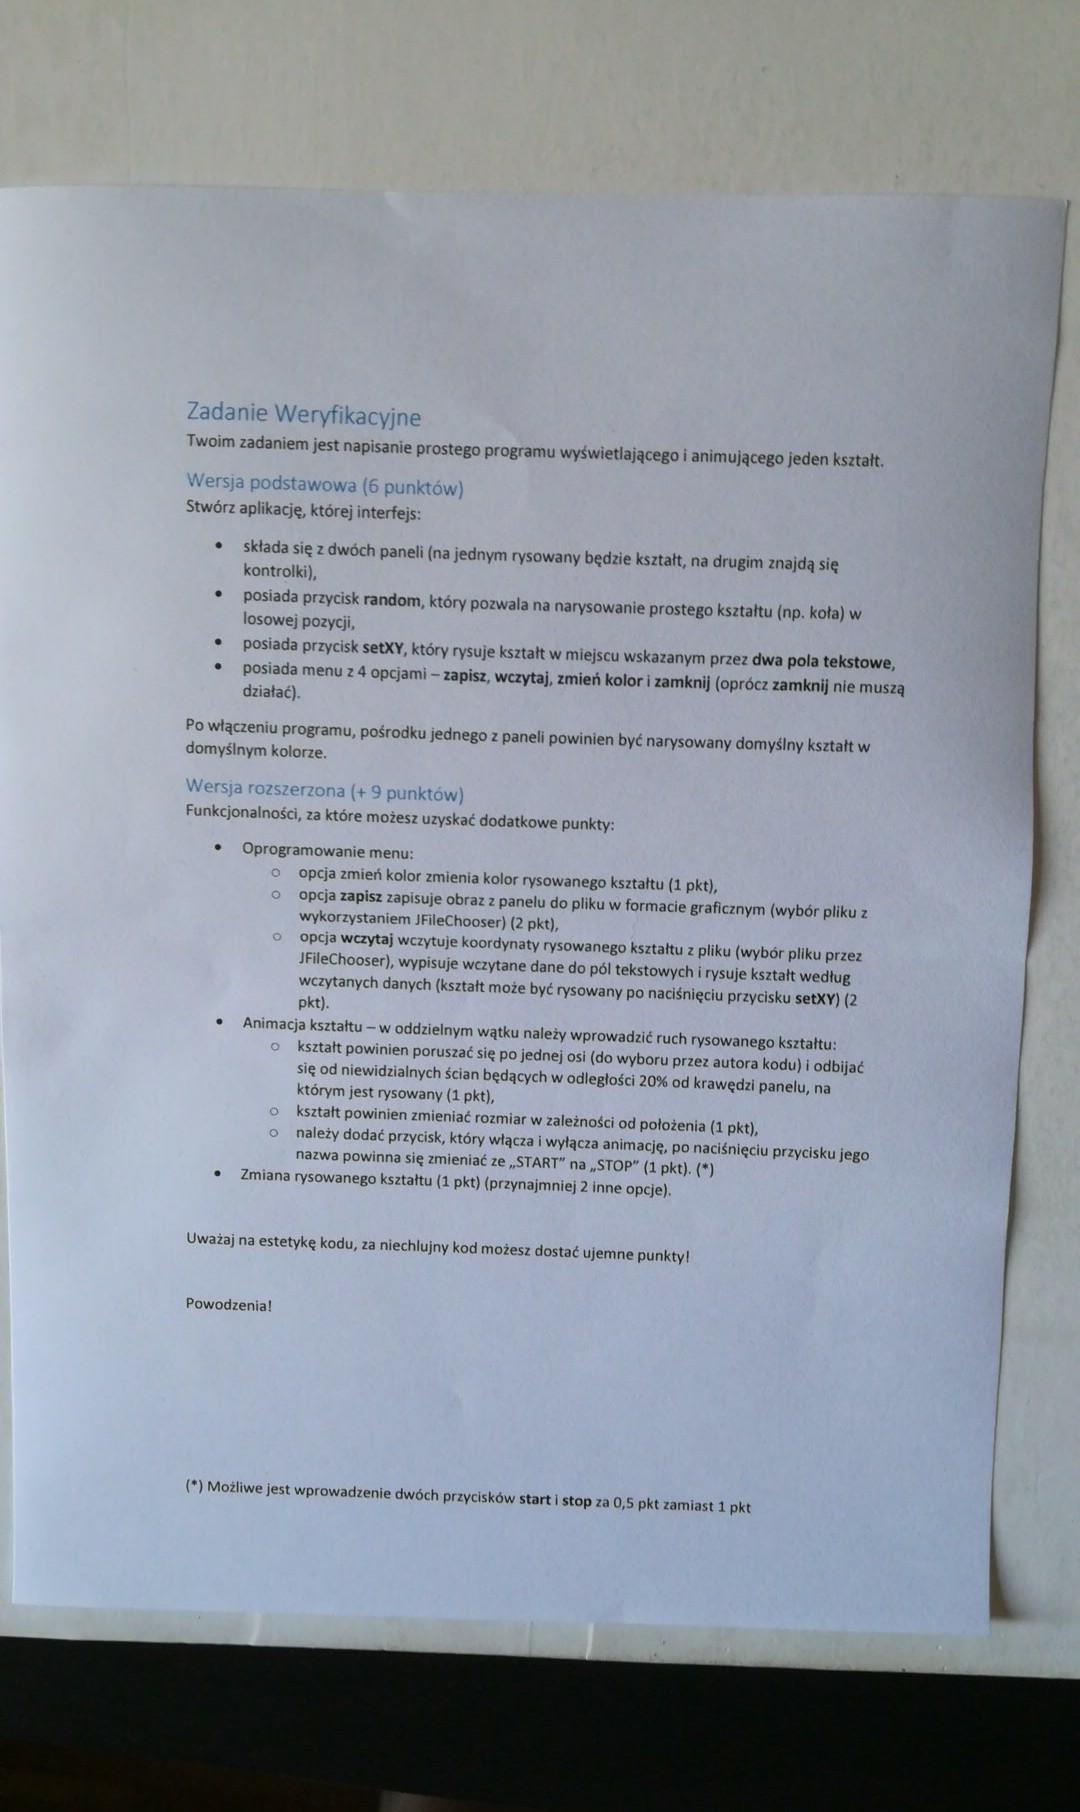 Zadanie Weryfikacyjne
Twoim zadaniem jest napisanie prostego programu wyświetlającego i animującego jeden kształt.
Wersja podstawowa (6 punktów)
Stwórz aplikację, której interfejs:
• składa się z dwóch paneli (na jednym rysowany będzie kształt, na drugim znajdą się
kontrolki),
• posiada przycisk random, który pozwala na narysowanie prostego kształtu (np. koła) w
losowej pozycji,
• posiada przycisk setXY, który rysuje kształt w miejscu wskazanym przez dwa pola tekstowe,
• posiada menu z 4 opcjami – zapisz, wczytaj, zmień kolor i zamknij (oprócz zamknij nie muszą
działać).
Po włączeniu programu, pośrodku jednego z paneli powinien być narysowany domyślny kształt w
domyślnym kolorze.
Wersja rozszerzona (+ 9 punktów)
Funkcjonalności, za które możesz uzyskać dodatkowe punkty:
• Oprogramowanie menu:
o opcja zmień kolor zmienia kolor rysowanego kształtu (1 pkt),
o opcja zapisz zapisuje obraz z panelu do pliku w formacie graficznym (wybór pliku z
wykorzystaniem JFileChooser) (2 pkt),
o opcja wczytaj wczytuje koordynaty rysowanego kształtu z pliku (wybór pliku przez
JFileChooser), wypisuje wczytane dane do pól tekstowych i rysuje kształt według
wczytanych danych (kształt może być rysowany po naciśnięciu przycisku setXY) (2
pkt).
• Animacja kształtu – w oddzielnym wątku należy wprowadzić ruch rysowanego kształtu:
o kształt powinien poruszać się po jednej osi (do wyboru przez autora kodu) i odbijać
się od niewidzialnych ścian będących w odległości 20% od krawędzi panelu, na
którym jest rysowany (1 pkt),
o kształt powinien zmieniać rozmiar w zależności od położenia (1 pkt),
o należy dodać przycisk, który włącza i wyłącza animację, po naciśnięciu przycisku jego
nazwa powinna się zmieniać ze „START” na „STOP” (1 pkt). (*)
• Zmiana rysowanego kształtu (1 pkt) (przynajmniej 2 inne opcje).
Uważaj na estetykę kodu, za niechlujny kod możesz dostać ujemne punkty!
Powodzenia!
(*) Możliwe jest wprowadzenie dwóch przycisków start i stop za 0,5 pkt zamiast 1 pkt